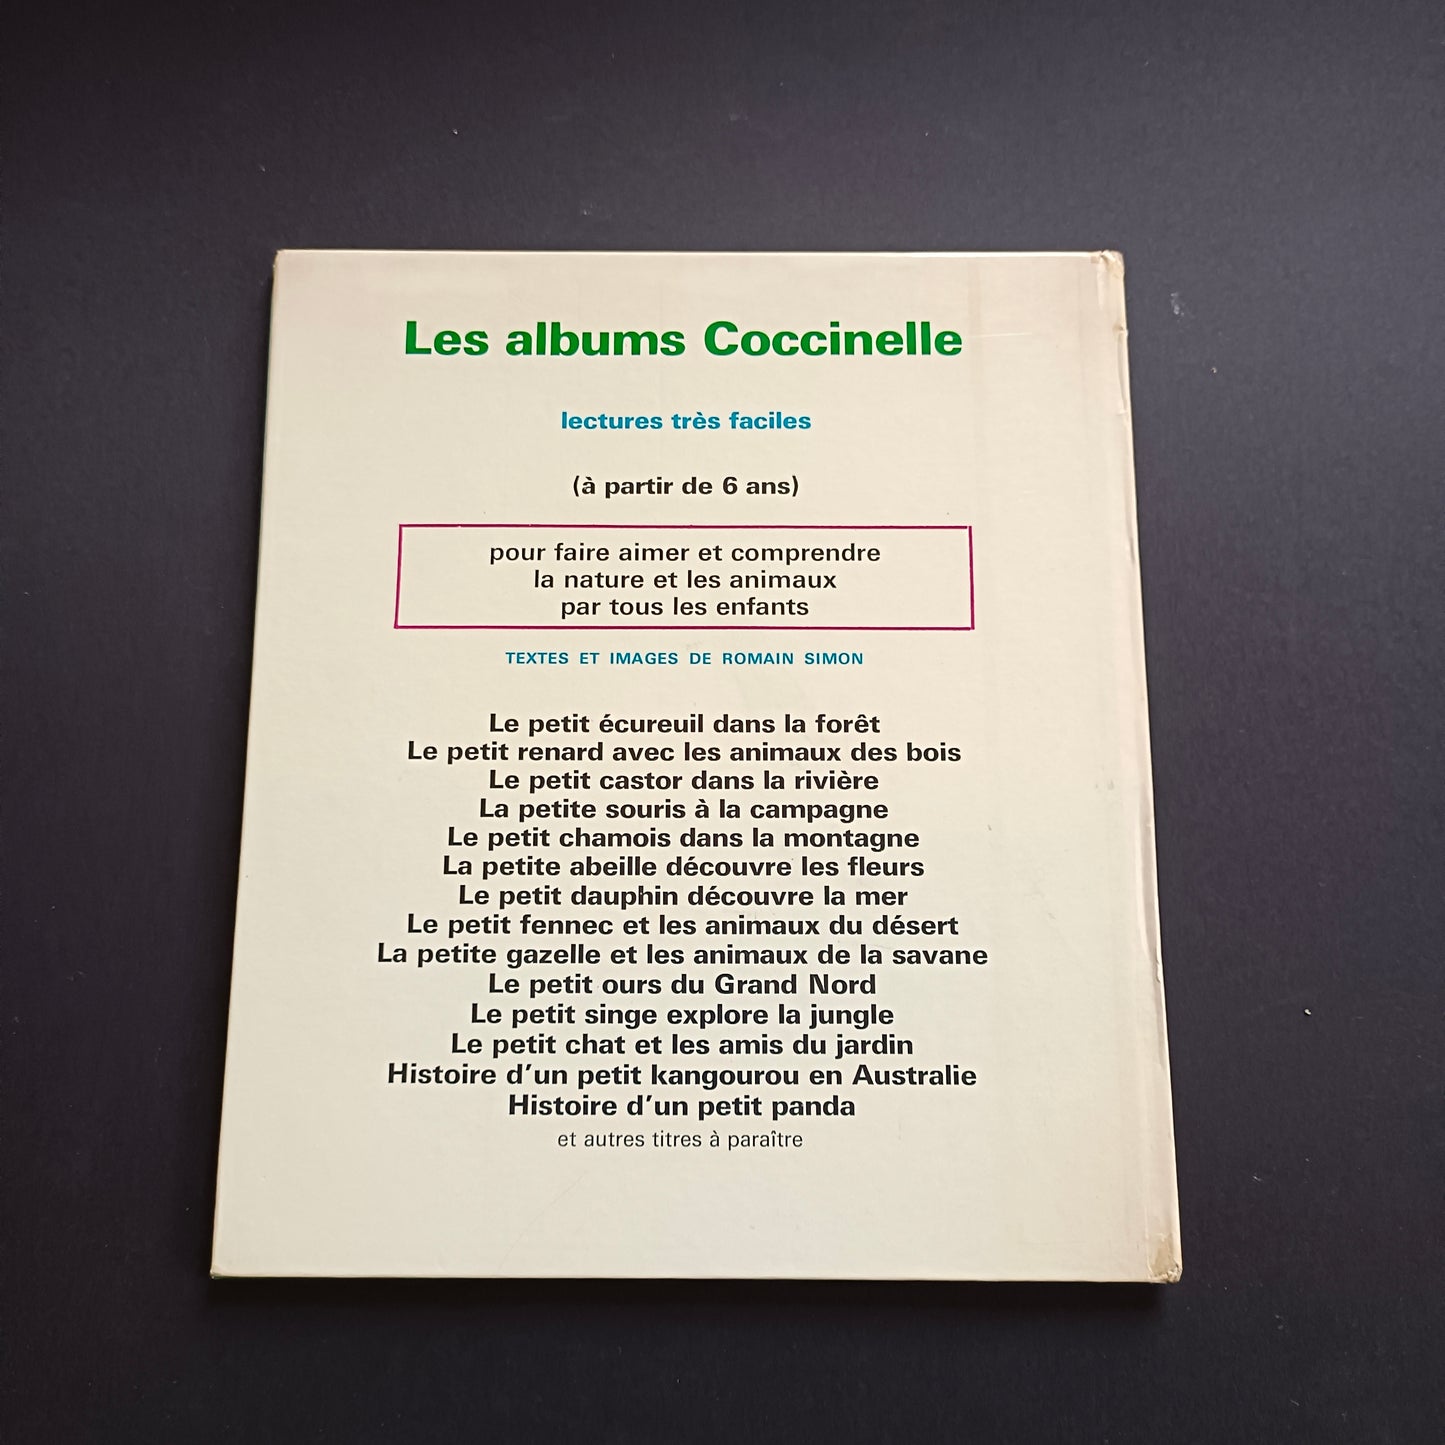 Les albums Coccinelle
lectures très faciles
(à partir de 6 ans)
pour faire aimer et comprendre
la nature et les animaux
par tous les enfants
TEXTES ET IMAGES DE ROMAIN SIMON
Le petit écureuil dans la forêt
Le petit renard avec les animaux des bois
Le petit castor dans la rivière
La petite souris à la campagne
Le petit chamois dans la montagne
La petite abeille découvre les fleurs
Le petit dauphin découvre la mer
Le petit fennec et les animaux du désert
La petite gazelle et les animaux de la savane
Le petit ours du Grand Nord
Le petit singe explore la jungle
Le petit chat et les amis du jardin
Histoire d'un petit kangourou en Australie
Histoire d'un petit panda
et autres titres à paraître